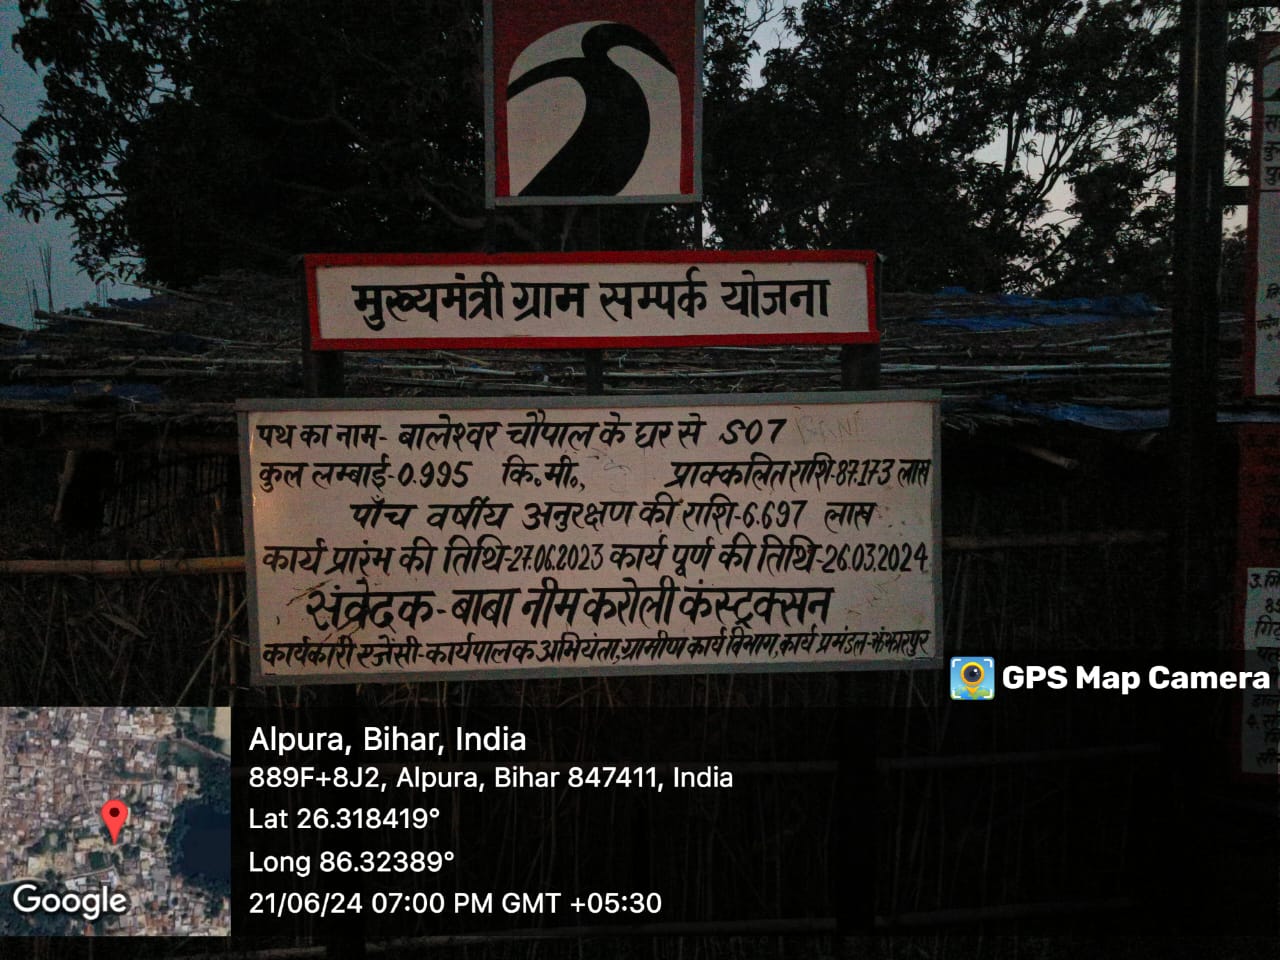 मुख्यमंत्री ग्राम सम्पर्क योजना
पथ का नाम- बालेश्वर चौपाल के घर से SO7
कुल लम्बाई-0.995 कि.मी., प्राक्कलित राशि-87.173 लाख
पाँच वर्षीय अनुरक्षण की राशि-6.697 लाख
कार्य प्रारंभ की तिथि-27.06.2023 कार्य पूर्ण की तिथि-26.03.2024
संवेदक-बाबा नीम करोली कंस्ट्रक्सन
कार्यकारी एजेंसी-कार्यपालक अभियंता,ग्रामीण कार्य विभाग,कार्य प्रमंडल-झंझारपुर
GPS Map Camera
Alpura, Bihar, India
889F+8J2, Alpura, Bihar 847411, India
Lat 26.318419°
Long 86.32389°
21/06/24 07:00 PM GMT +05:30
Google